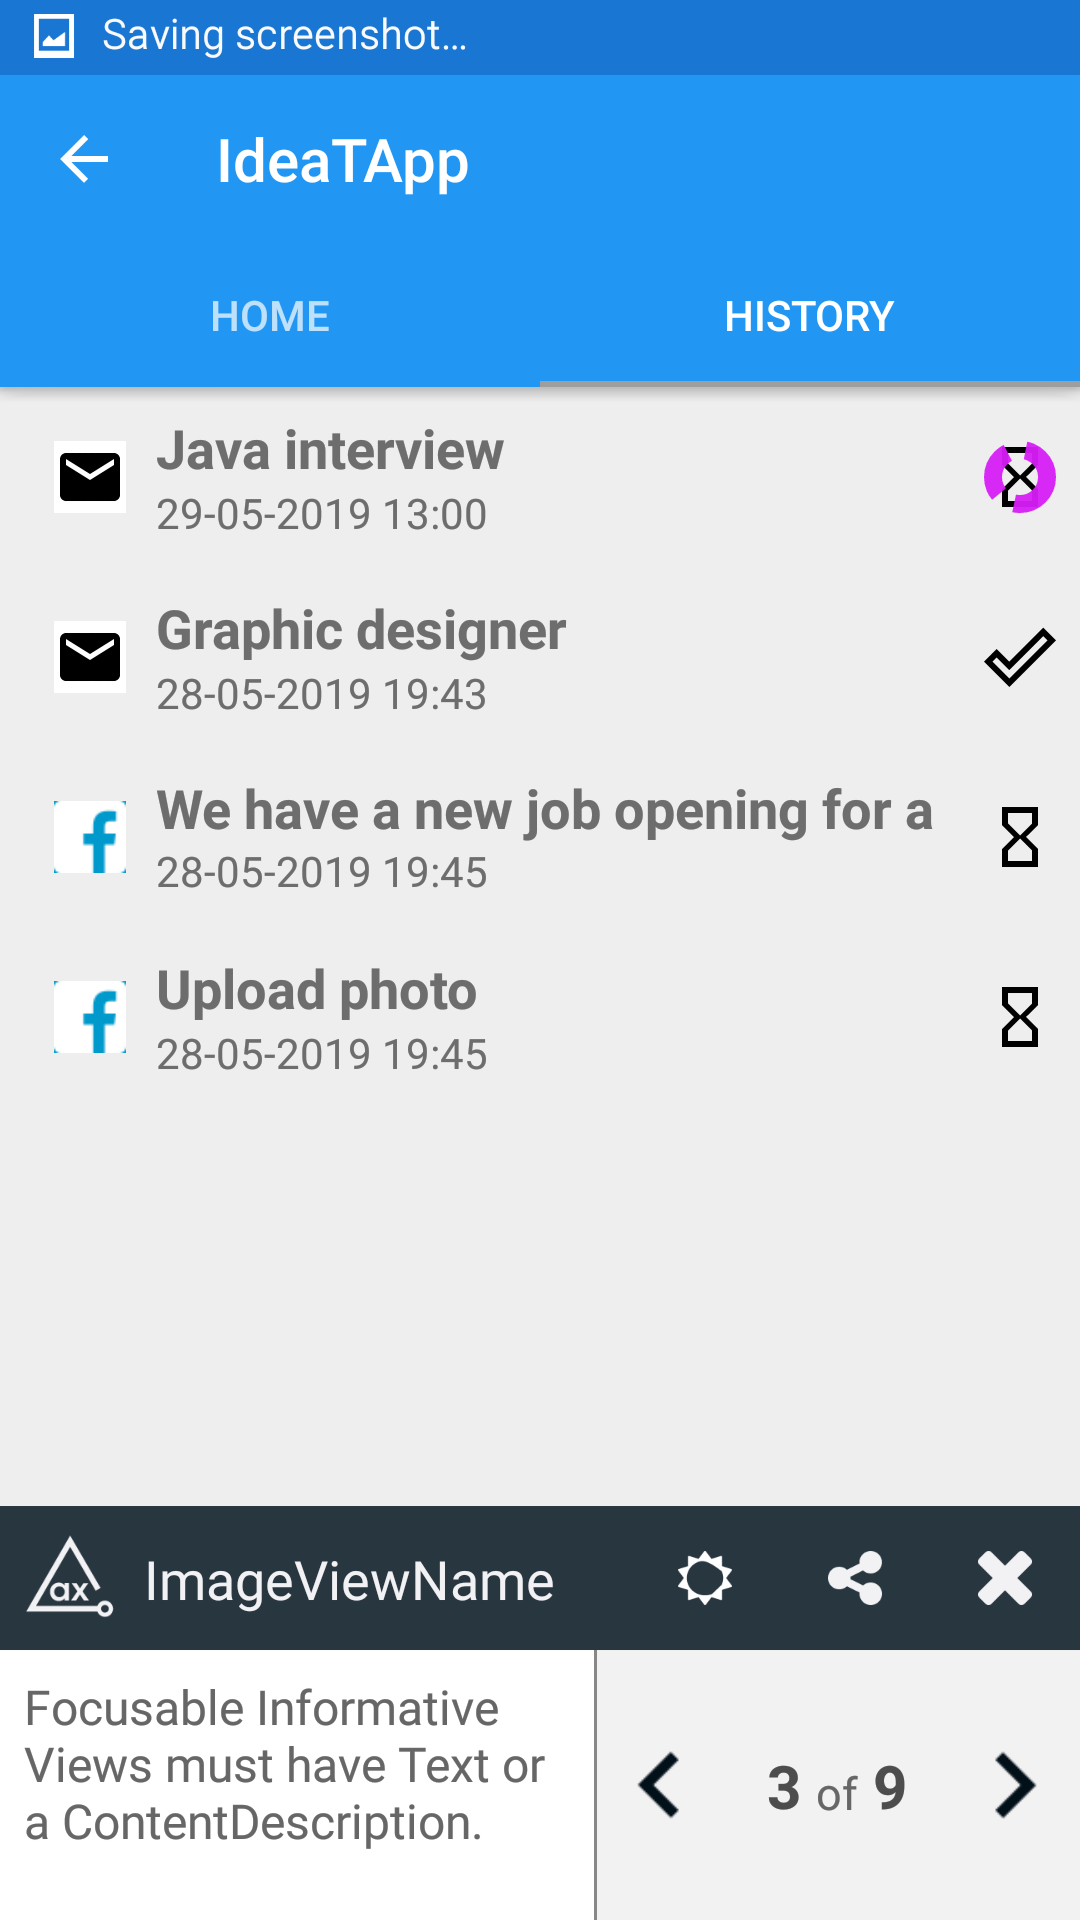 Saving screenshot...
IdeaTApp
HOME
HISTORY
Java interview
29-05-2019 13:00
Graphic designer
28-05-2019 19:43
We have a new job opening for a
28-05-2019 19:45
Upload photo
28-05-2019 19:45
ax
ImageViewName
Focusable Informative
Views must have Text or
a ContentDescription.
3 of 9